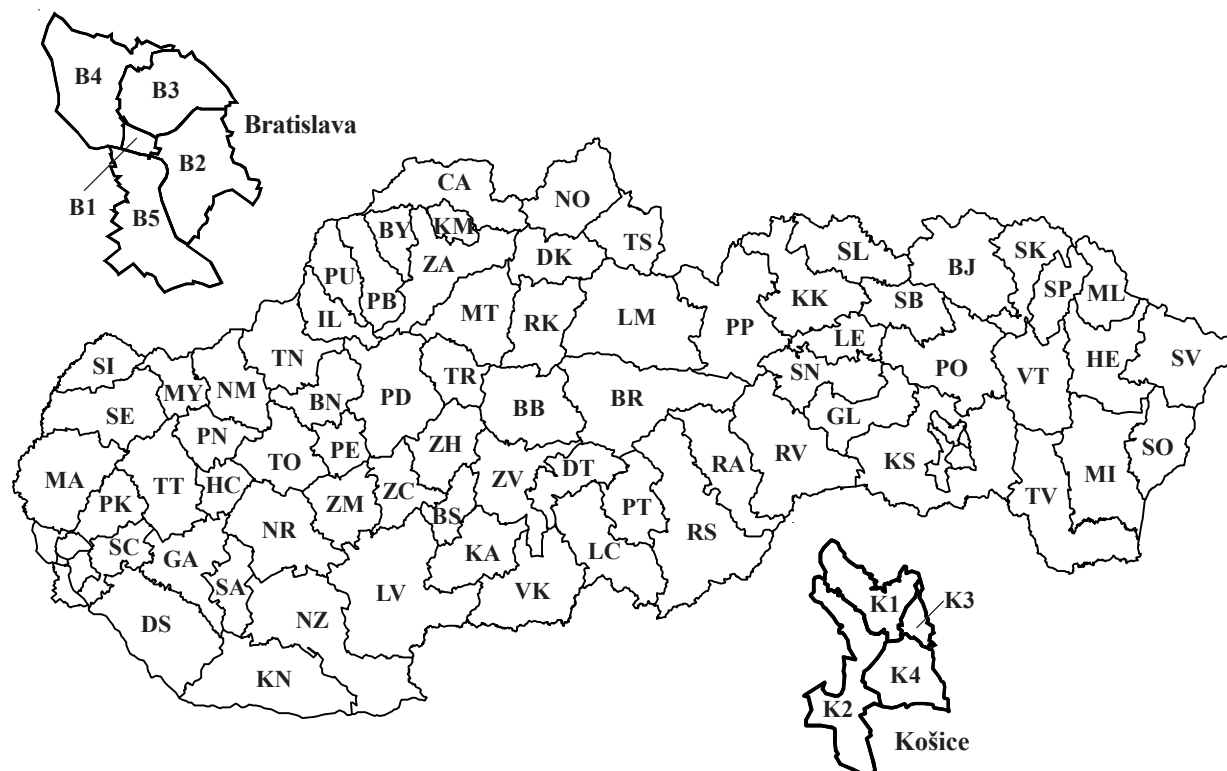 B4
B3
Bratislava
B2
B1
B5
CA
NO
BY
KM
TS
SL
SK
PU
ZA
DK
BJ
SP
ML
PB
KK
SB
IL
MT
RK
LM
PP
LE
HE
SV
SI
TN
TR
SN
PO
VT
MY
NM
BN
PD
BB
BR
SE
GL
PN
PE
ZH
SO
TO
DT
RA
RV
KS
MI
MA
TT
HC
ZC
ZV
PK
ZM
BS
PT
TV
NR
SC
GA
KA
LC
RS
SA
LV
VK
K1
K3
DS
NZ
KN
K4
K2
Košice